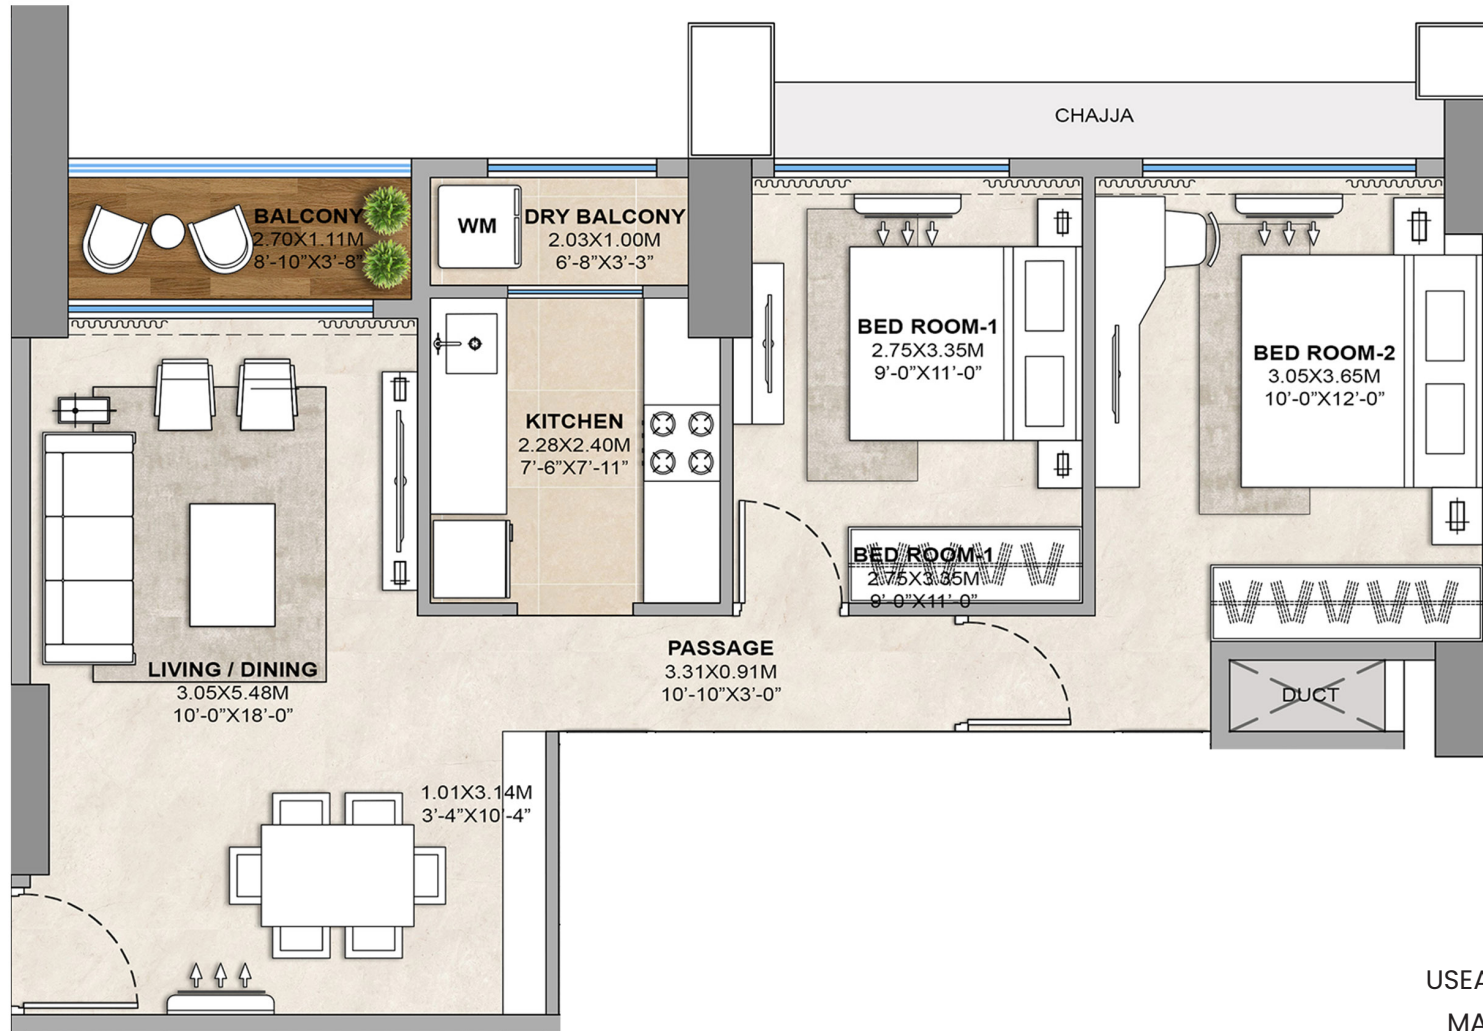 CHAJJA
BALCONY
2.70X1.11M
8'-10"X3'-8"
WM
DRY BALCONY
2.03X1.00M
6'-8"X3'-3"
BED ROOM-1
2.75X3.35M
9'-0"X11'-0"
BED ROOM-2
3.05X3.65M
10'-0"X12'-0"
KITCHEN
2.28X2.40M
7'-6"X7'-11"
BED ROOM-1
2.75X3.35M
9'-0"X11'-0"
LIVING / DINING
3.05X5.48M
10'-0"X18'-0"
PASSAGE
3.31X0.91M
10'-10"X3'-0"
DUCT
1.01X3.14M
3'-4"X10'-4"
USEA
MA